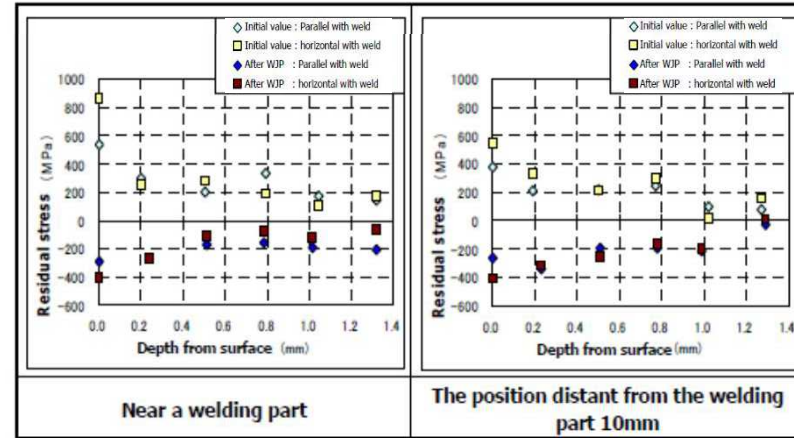 Initial value : Parallel with weld
Initial value : horizontal with weld
After WJP : Parallel with weld
After WJP : horizontal with weld
Residual stress (MPa)
1000
800
600
400
200
0
-200
-400
-600
0.0 0.2 0.4 0.6 0.8 1.0 1.2 1.4
Depth from surface (mm)
Near a welding part
Initial value : Parallel with weld
Initial value : horizontal with weld
After WJP : Parallel with weld
After WJP : horizontal with weld
Residual stress (MPa)
1000
800
600
400
200
0
-200
-400
-600
0.0 0.2 0.4 0.6 0.8 1.0 1.2 1.4
Depth from surface(mm)
The position distant from the welding
part 10mm